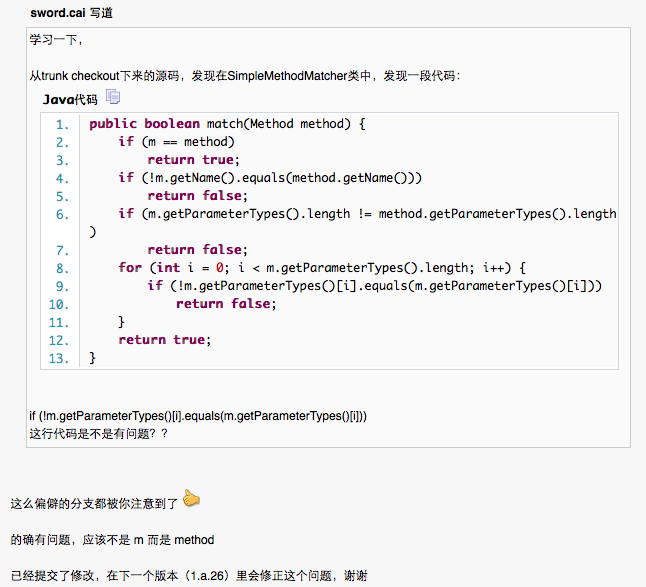 sword.cai 写道
学习一下，
从trunk checkout下来的源码，发现在SimpleMethodMatcher类中，发现一段代码：
Java代码
1. public boolean match(Method method) {
2. if (m == method)
3. return true;
4. if (!m.getName().equals(method.getName()))
5. return false;
6. if (m.getParameterTypes().length != method.getParameterTypes().length
)
7. return false;
8. for (int i = 0; i < m.getParameterTypes().length; i++) {
9. if (!m.getParameterTypes()[i].equals(m.getParameterTypes()[i]))
10. return false;
11. }
12. return true;
13. }
if (!m.getParameterTypes()[i].equals(m.getParameterTypes()[i]))
这行代码是不是有问题？？
这么偏僻的分支都被你注意到了
的确有问题，应该不是 m 而是 method
已经提交了修改，在下一个版本（1.a.26）里会修正这个问题，谢谢